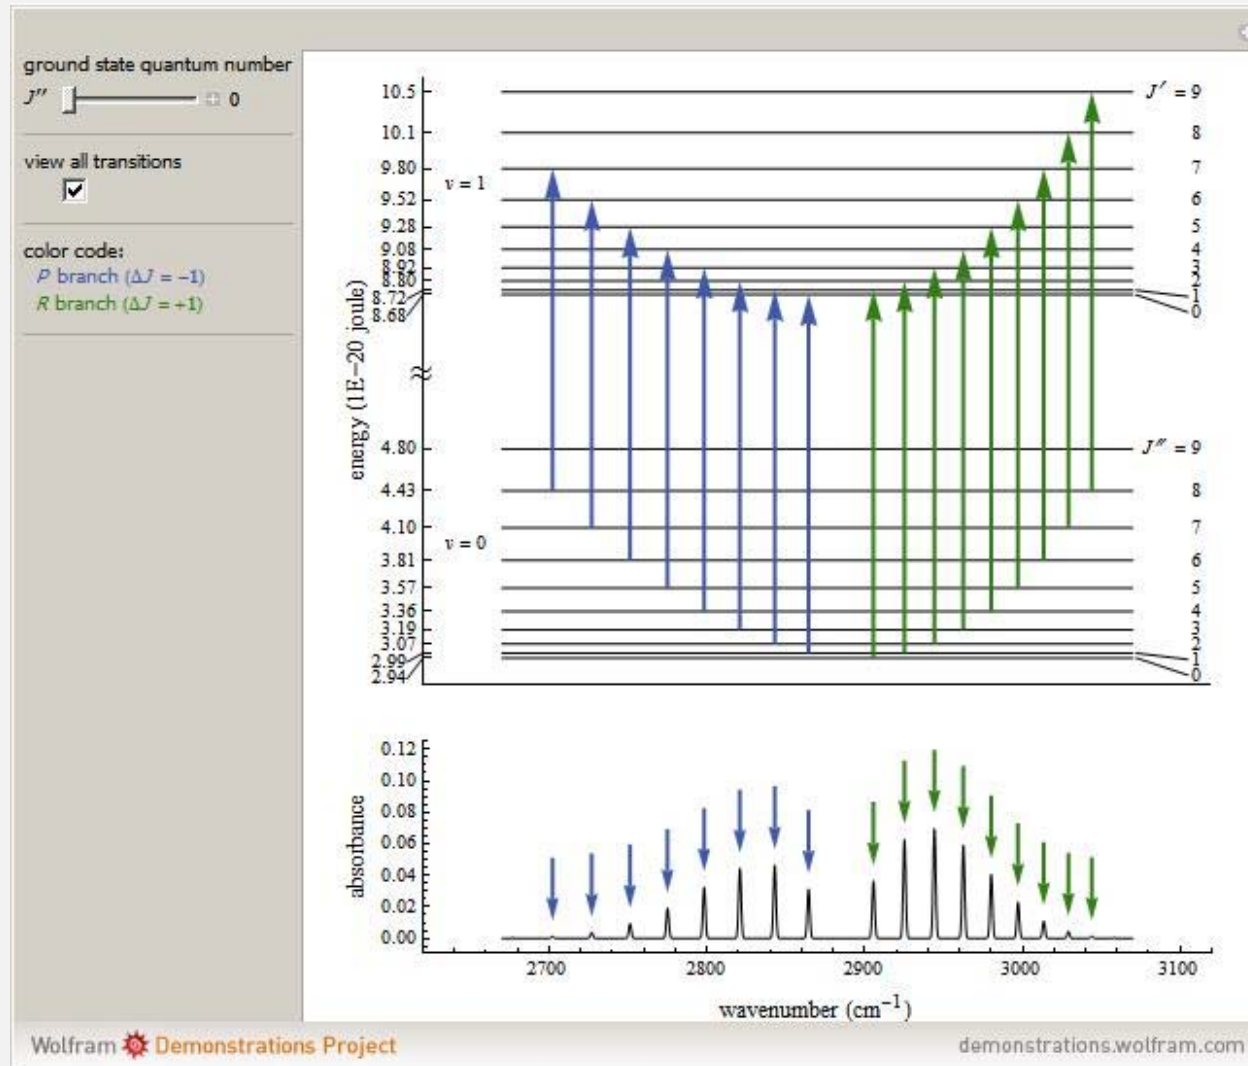 ground state quantum number
J″ 0
view all transitions
color code:
P branch (ΔJ = −1)
R branch (ΔJ = +1)
energy (1E−20 joule)
10.5
10.1
9.80
9.52
9.28
9.08
8.92
8.80
8.72
8.68
v = 1
J′ = 9
8
7
6
5
4
3
2
1
0
4.80
4.43
4.10
3.81
3.57
3.36
3.19
3.07
2.99
2.94
v = 0
J″ = 9
8
7
6
5
4
3
2
1
0
absorbance
0.12
0.10
0.08
0.06
0.04
0.02
0.00
2700 2800 2900 3000 3100
wavenumber (cm⁻¹)
Wolfram Demonstrations Project
demonstrations.wolfram.com